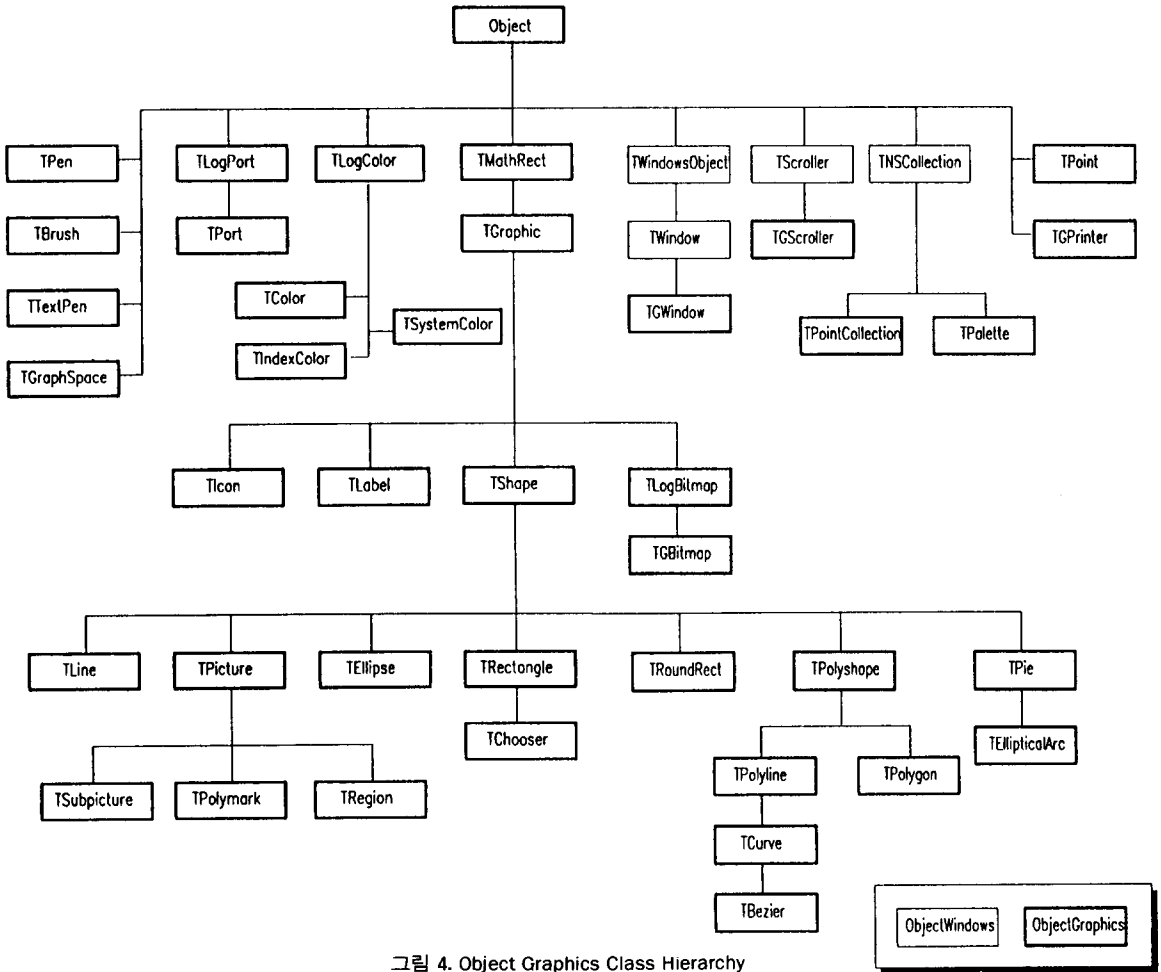 Object
TPen
TLogPort
TLogColor
TMathRect
TWindowsObject
TScroller
TNSCollection
TPoint
TBrush
TPort
TGraphic
TWindow
TGScroller
TGPrinter
TTextPen
TColor
TSystemColor
TGWindow
TPointCollection
TPalette
TGraphSpace
TIndexColor
TIcon
TLabel
TShape
TLogBitmap
TGBitmap
TLine
TPicture
TEllipse
TRectangle
TRoundRect
TPolyshape
TPie
TChooser
TEllipticalArc
TSubpicture
TPolymark
TRegion
TPolyline
TPolygon
TCurve
TBezier
ObjectWindows
ObjectGraphics
그림 4. Object Graphics Class Hierarchy